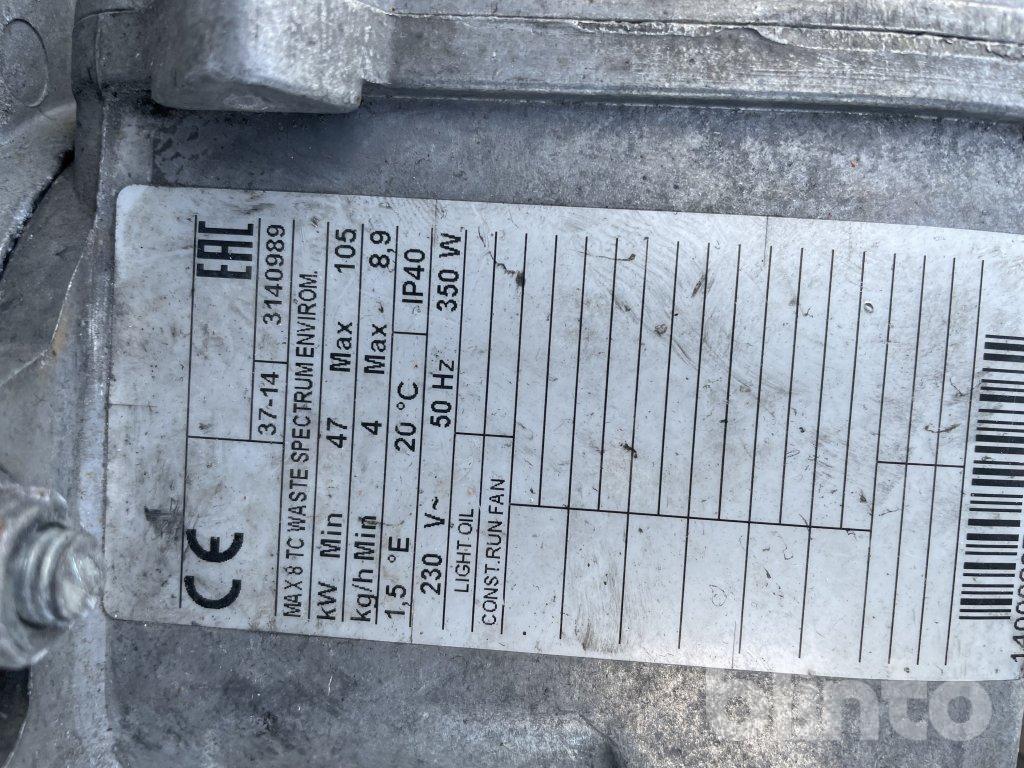 CE EAC
37-14 3140989
MAX 8 TC WASTE SPECTRUM ENVIROM.
kW Min 47 Max 105
kg/h Min 4 Max 8,9
1,5 °E 20 °C IP40
230 V~ 50 Hz 350 W
LIGHT OIL
CONST.RUN FAN
blinto